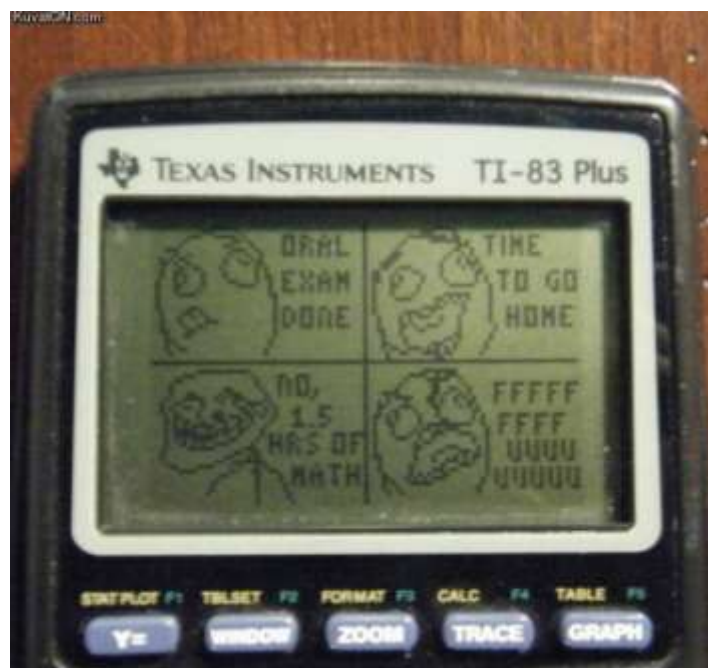 KuvatON.com
TEXAS INSTRUMENTS TI-83 Plus
ORAL
EXAM
DONE
TIME
TO GO
HOME
NO,
1.5
HRS OF
MATH
FFFFF
FFFF
UUUU
UUUUU
STAT PLOT F1 TBLSET F2 FORMAT F3 CALC F4 TABLE F5
Y= WINDOW ZOOM TRACE GRAPH